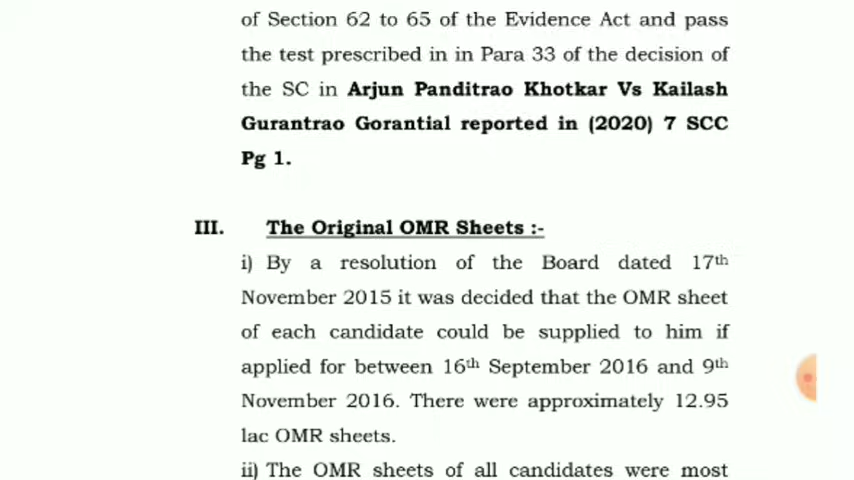 of Section 62 to 65 of the Evidence Act and pass
the test prescribed in in Para 33 of the decision of
the SC in Arjun Panditrao Khotkar Vs Kailash
Gurantrao Gorantial reported in (2020) 7 SCC
Pg 1.
III. The Original OMR Sheets :-
i) By a resolution of the Board dated 17th
November 2015 it was decided that the OMR sheet
of each candidate could be supplied to him if
applied for between 16th September 2016 and 9th
November 2016. There were approximately 12.95
lac OMR sheets.
ii) The OMR sheets of all candidates were most